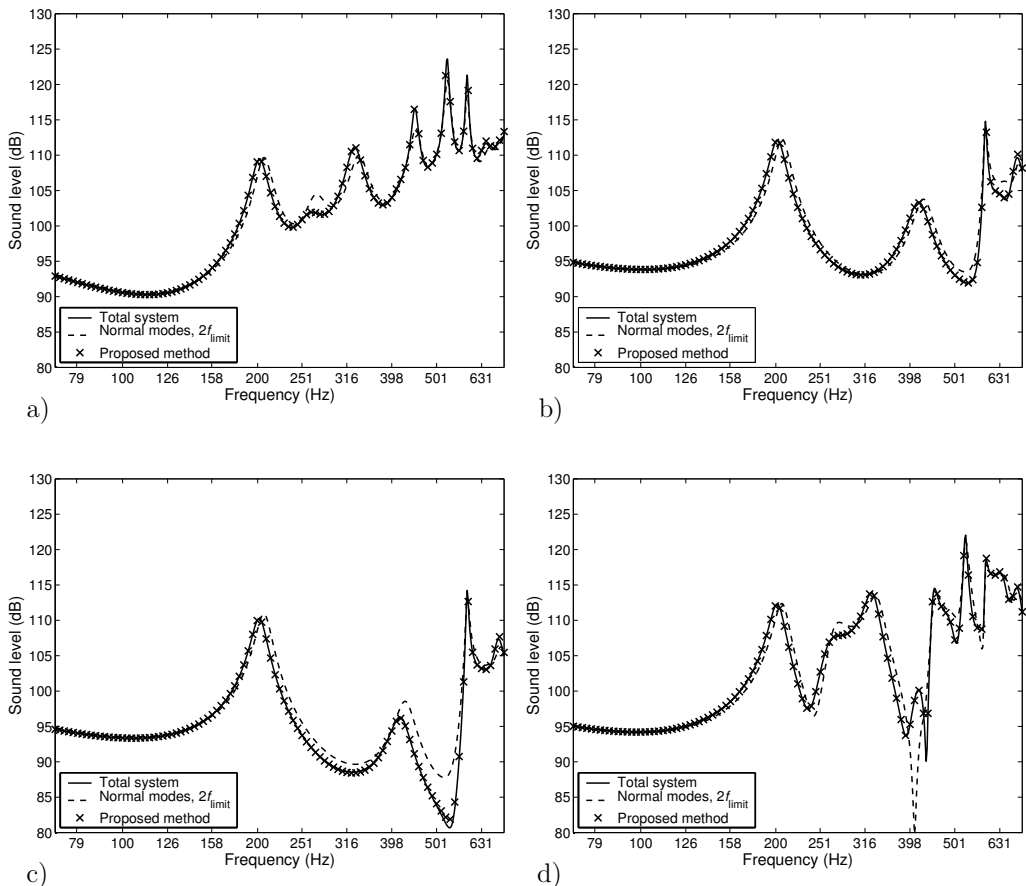 130
125
120
115
110
105
100
95
90
85
80
Sound level (dB)
Total system
Normal modes, 2f_limit
Proposed method
79 100 126 158 200 251 316 398 501 631
Frequency (Hz)
a)
130
125
120
115
110
105
100
95
90
85
80
Sound level (dB)
Total system
Normal modes, 2f_limit
Proposed method
79 100 126 158 200 251 316 398 501 631
Frequency (Hz)
b)
130
125
120
115
110
105
100
95
90
85
80
Sound level (dB)
Total system
Normal modes, 2f_limit
Proposed method
79 100 126 158 200 251 316 398 501 631
Frequency (Hz)
c)
130
125
120
115
110
105
100
95
90
85
80
Sound level (dB)
Total system
Normal modes, 2f_limit
Proposed method
79 100 126 158 200 251 316 398 501 631
Frequency (Hz)
d)